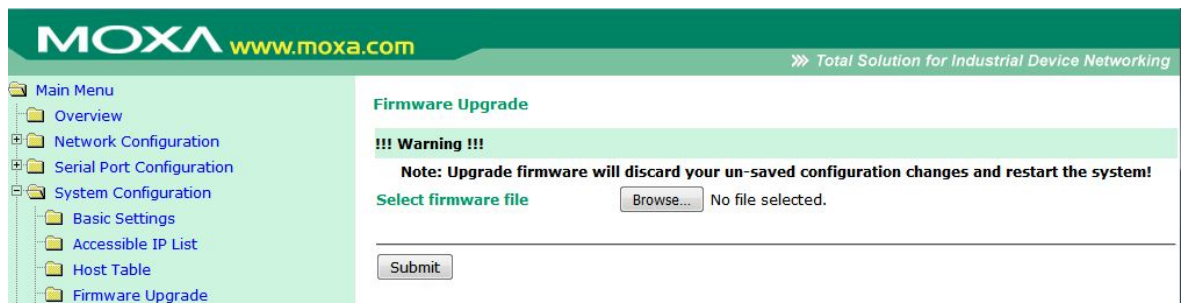 MOXA www.moxa.com
Total Solution for Industrial Device Networking
Main Menu
Overview
Network Configuration
Serial Port Configuration
System Configuration
Basic Settings
Accessible IP List
Host Table
Firmware Upgrade
Firmware Upgrade
!!! Warning !!!
Note: Upgrade firmware will discard your un-saved configuration changes and restart the system!
Select firmware file Browse... No file selected.
Submit